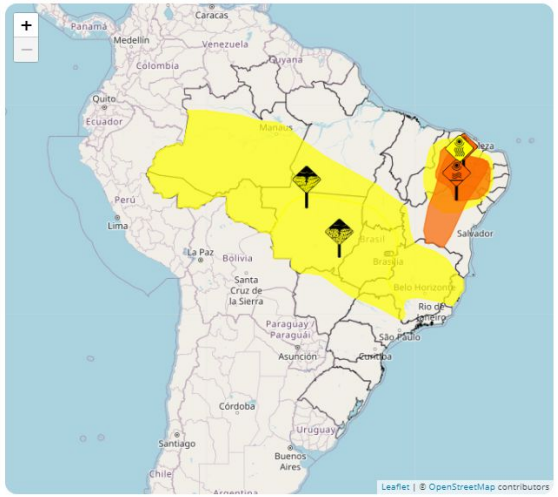 +
−
Caracas
Panamá
Medellín
Venezuela
Guyana
Colombia
Quito
Ecuador
Manaus
Perú
Lima
Salvador
Brasil
Brasília
La Paz
Bolivia
Santa
Cruz de
la Sierra
Belo Horizonte
Rio de
Janeiro
Paraguay /
Paraguái
São Paulo
Asunción
Curitiba
Córdoba
Uruguay
Santiago
Buenos
Aires
Chile
Argentina
Leaflet | © OpenStreetMap contributors